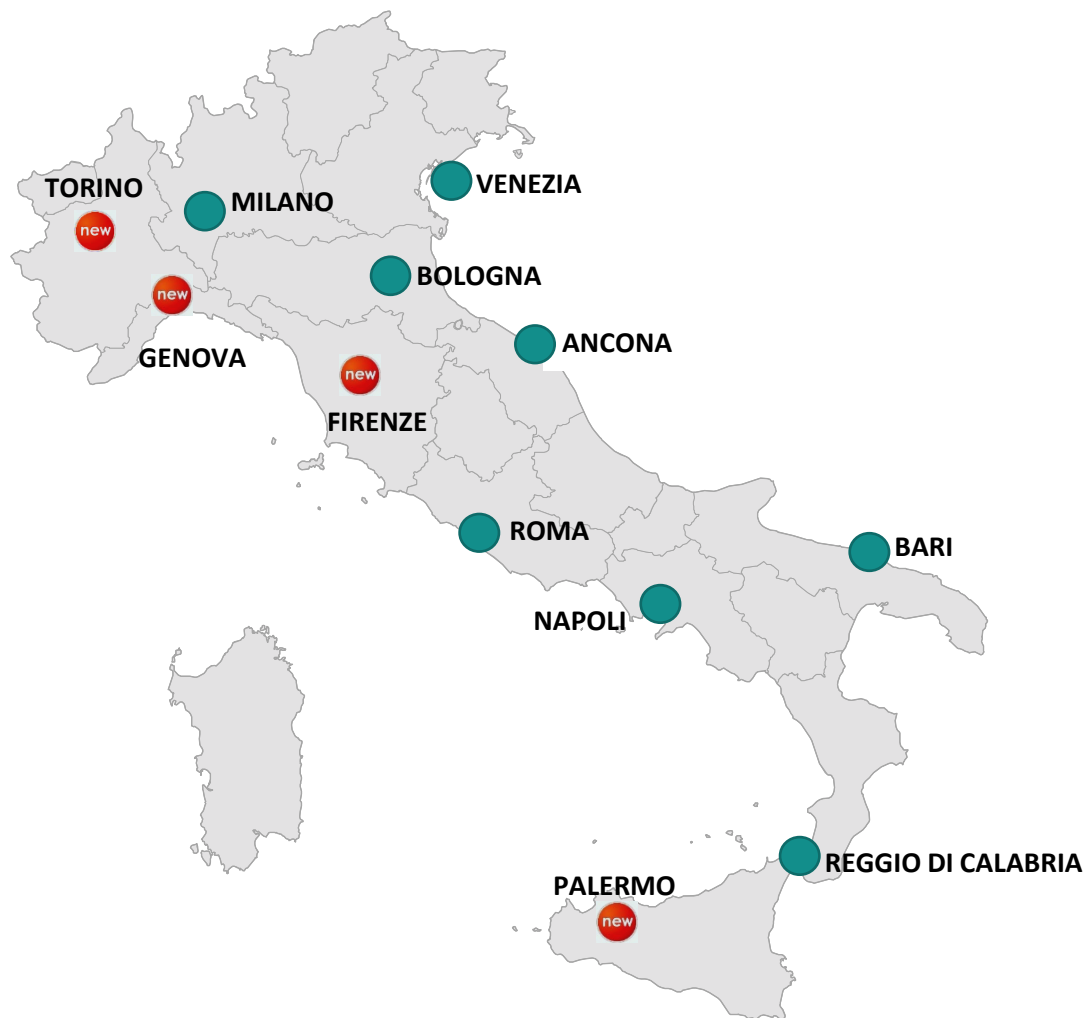 TORINO
new
MILANO
VENEZIA
new
GENOVA
BOLOGNA
ANCONA
new
FIRENZE
ROMA
BARI
NAPOLI
REGGIO DI CALABRIA
PALERMO
new